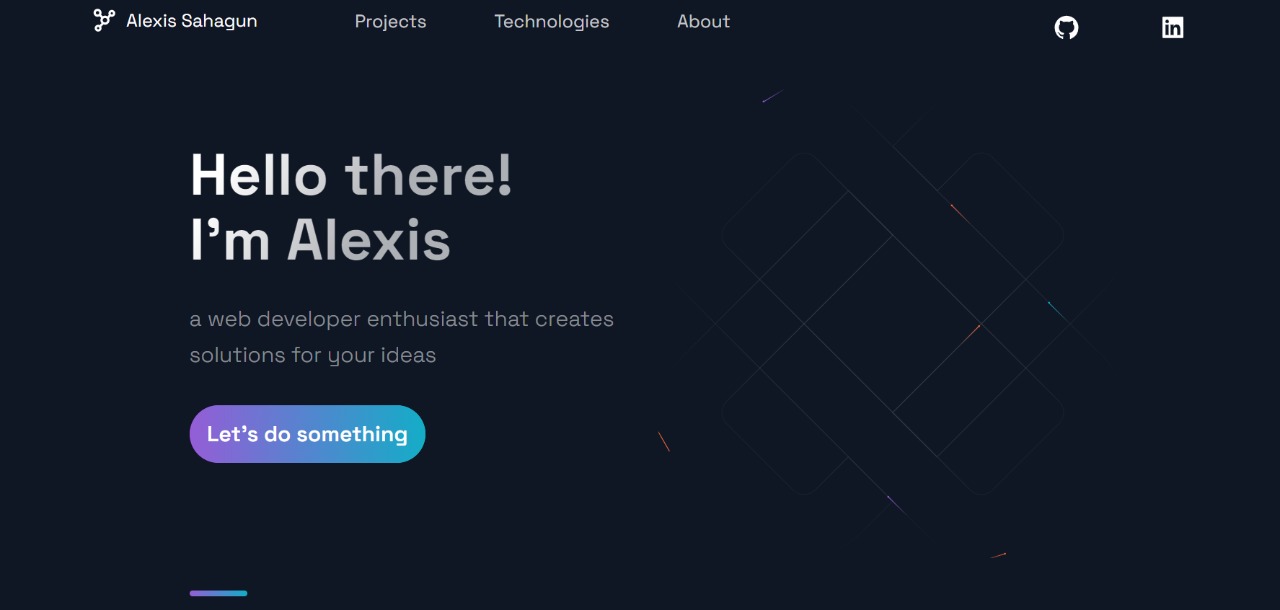 Alexis Sahagun
Projects
Technologies
About
Hello there!
I’m Alexis
a web developer enthusiast that creates
solutions for your ideas
Let’s do something